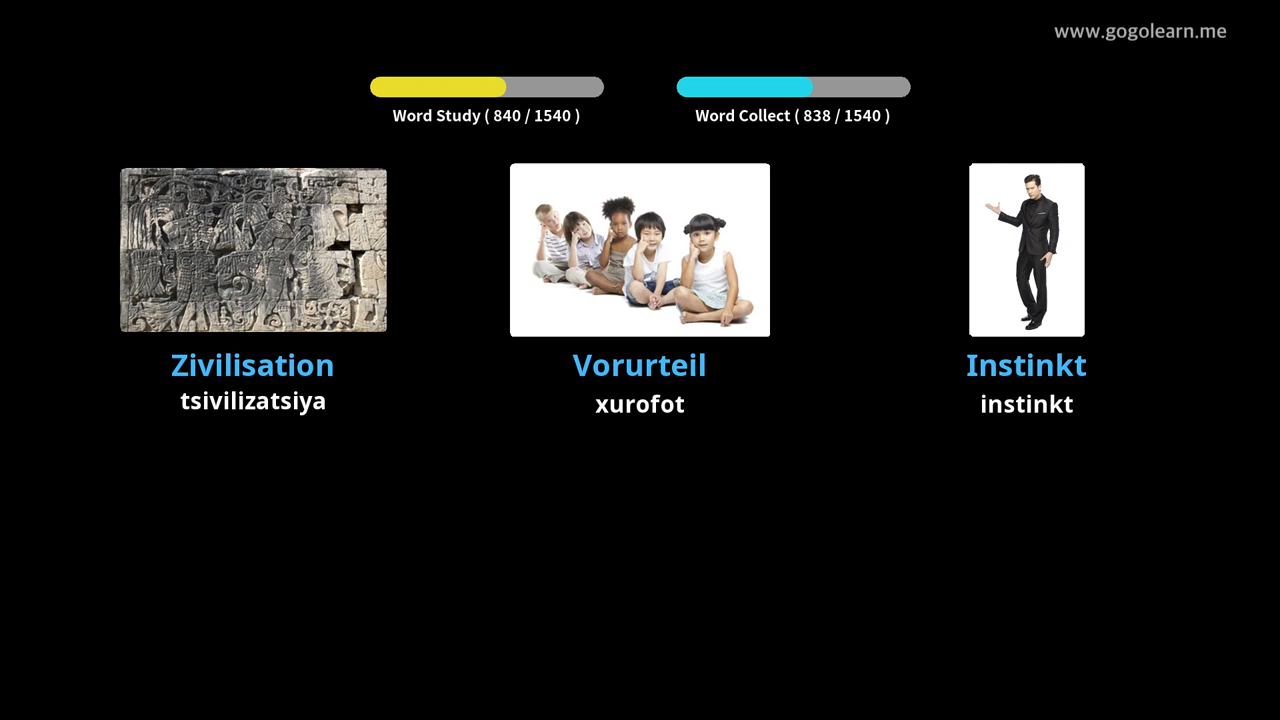 www.gogolearn.me
Word Study ( 840 / 1540 )
Word Collect ( 838 / 1540 )
Zivilisation
tsivilizatsiya
Vorurteil
xurofot
Instinkt
instinkt